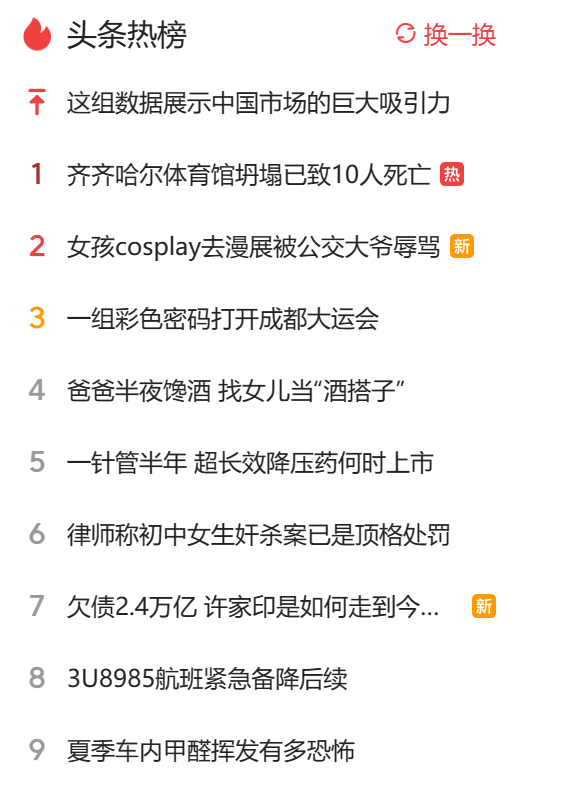 头条热榜 换一换
这组数据展示中国市场的巨大吸引力
1 齐齐哈尔体育馆坍塌已致10人死亡 热
2 女孩cosplay去漫展被公交大爷辱骂 新
3 一组彩色密码打开成都大运会
4 爸爸半夜馋酒 找女儿当“酒搭子”
5 一针管半年 超长效降压药何时上市
6 律师称初中女生奸杀案已是顶格处罚
7 欠债2.4万亿 许家印是如何走到今... 新
8 3U8985航班紧急备降后续
9 夏季车内甲醛挥发有多恐怖